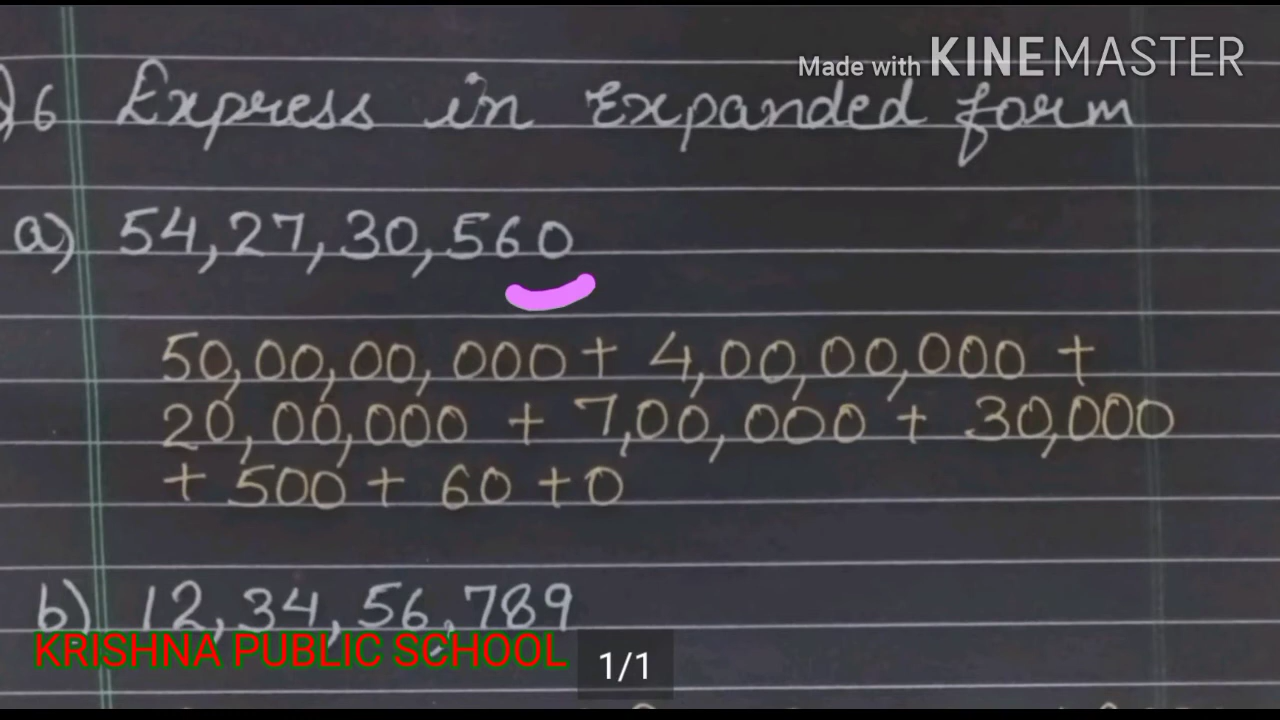 Made with KINEMASTER
Q6 Express in Expanded form
a) 54,27,30,560
50,00,00,000 + 4,00,00,000 +
20,00,000 + 7,00,000 + 30,000
+ 500 + 60 + 0
b) 12,34,56,789
KRISHNA PUBLIC SCHOOL
1/1